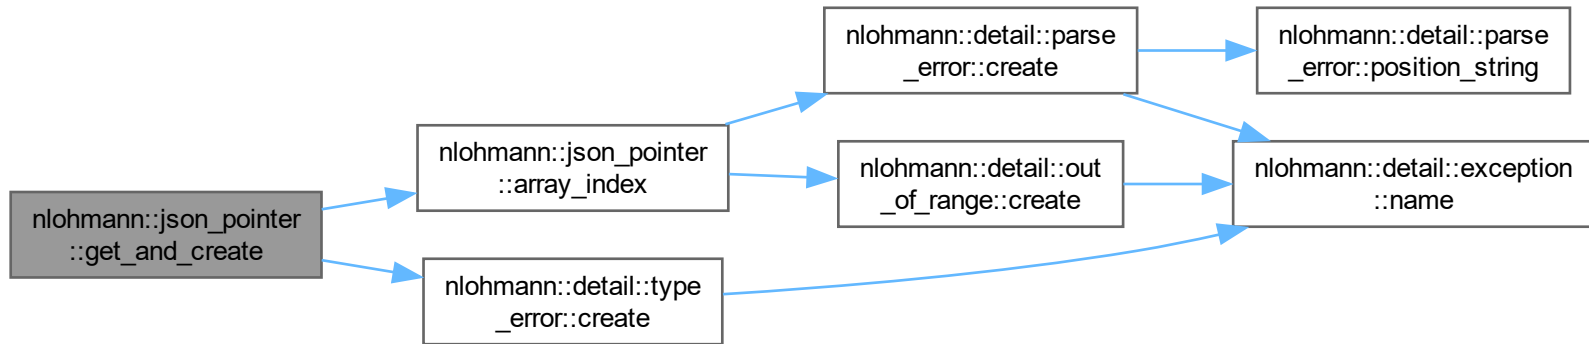 nlohmann::json_pointer
::get_and_create
nlohmann::json_pointer
::array_index
nlohmann::detail::type
_error::create
nlohmann::detail::parse
_error::create
nlohmann::detail::out
_of_range::create
nlohmann::detail::parse
_error::position_string
nlohmann::detail::exception
::name